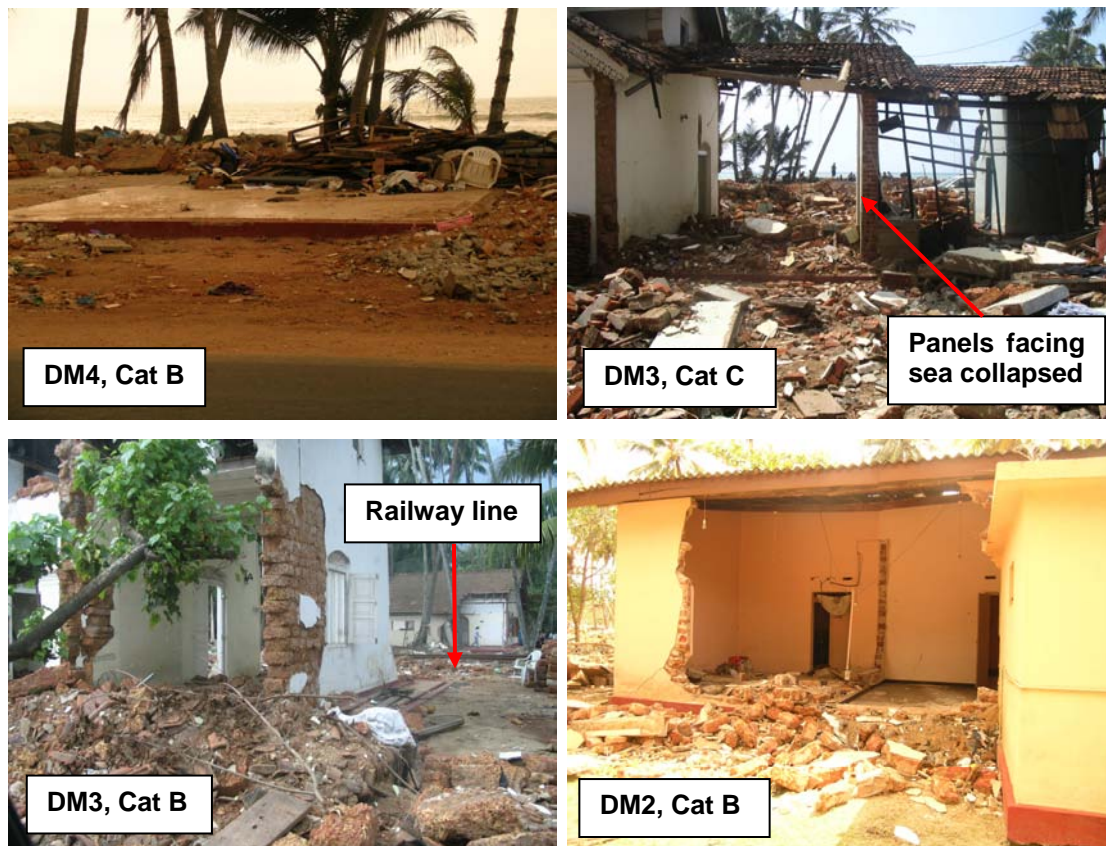 DM4, Cat B
DM3, Cat C
Panels facing
sea collapsed
Railway line
DM3, Cat B
DM2, Cat B